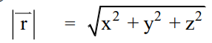 |r̅| = √x² + y² + z²